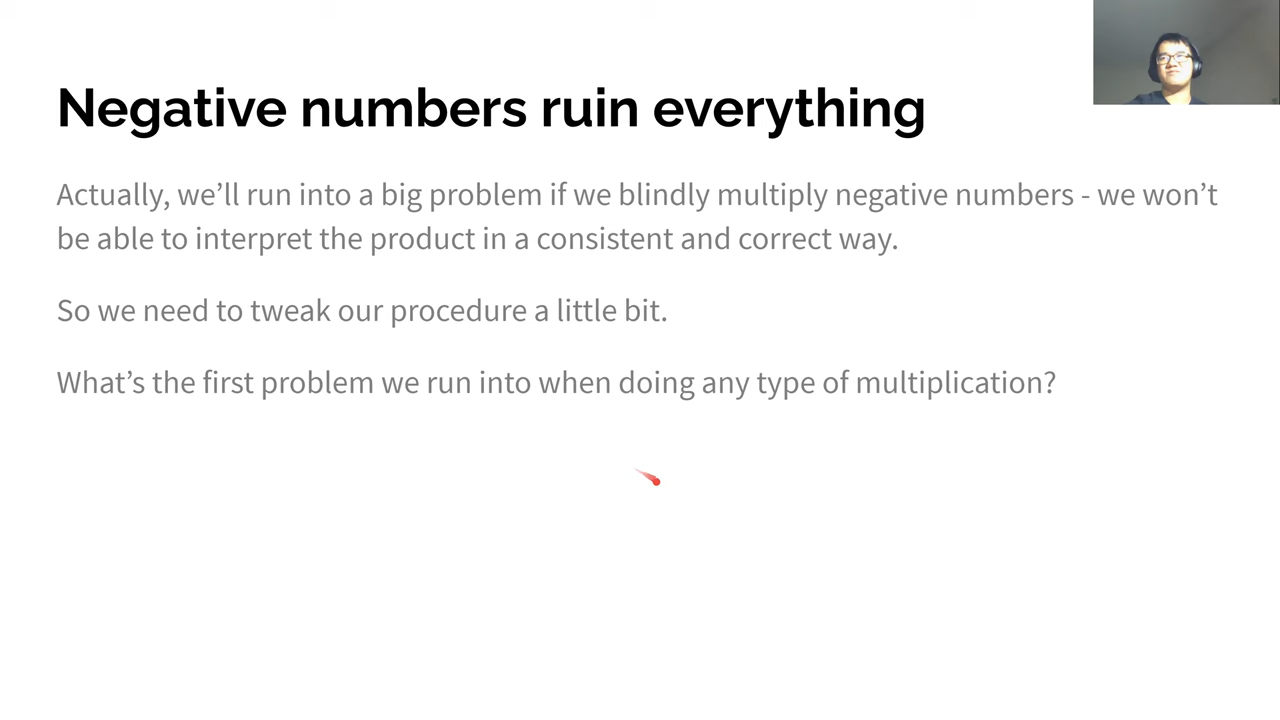 Negative numbers ruin everything
Actually, we’ll run into a big problem if we blindly multiply negative numbers - we won’t
be able to interpret the product in a consistent and correct way.
So we need to tweak our procedure a little bit.
What’s the first problem we run into when doing any type of multiplication?